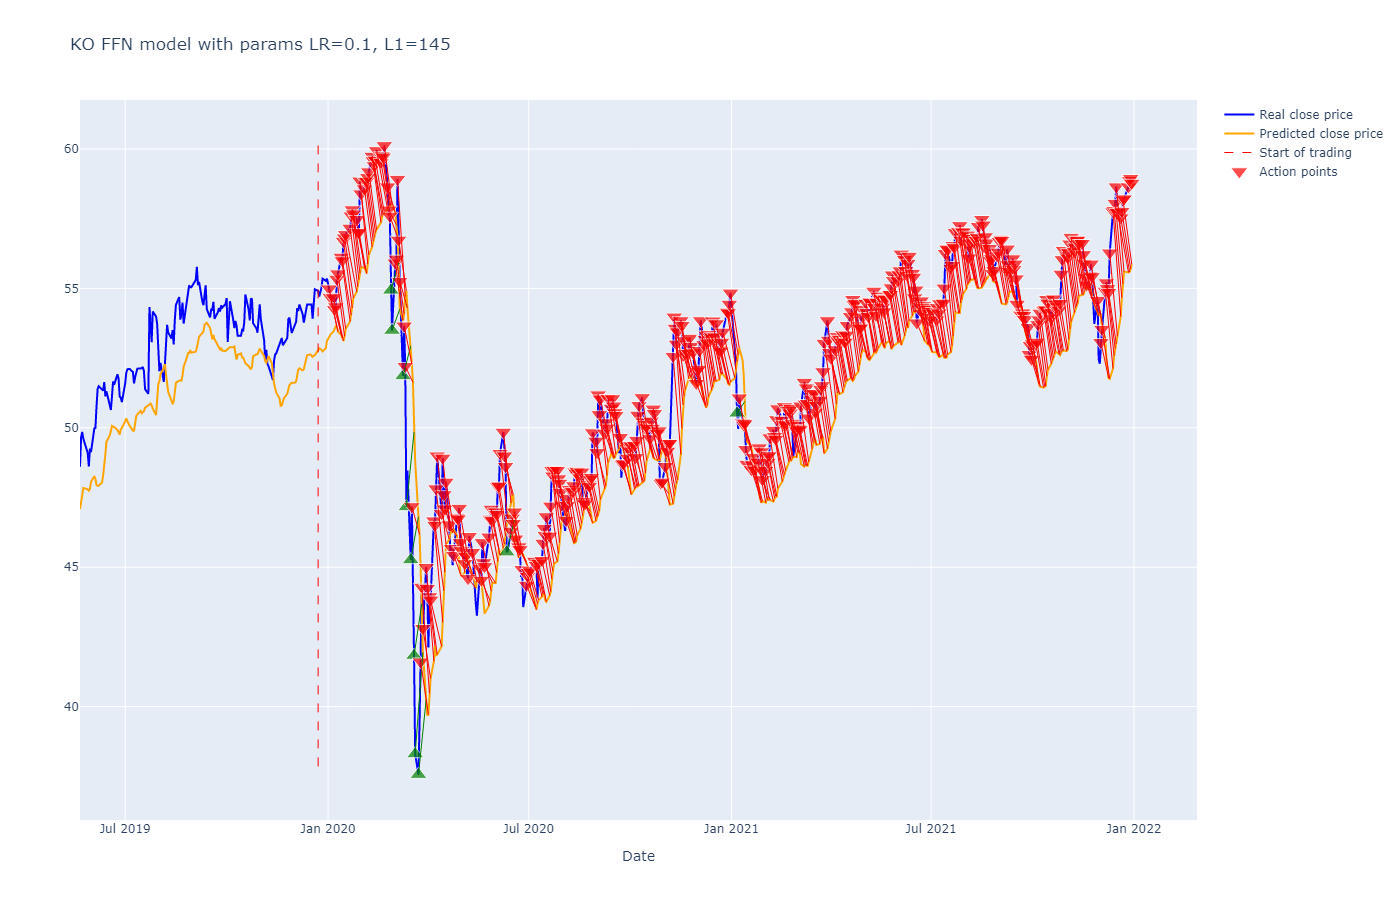 KO FFN model with params LR=0.1, L1=145
Real close price
Predicted close price
Start of trading
Action points
60
55
50
45
40
Jul 2019
Jan 2020
Jul 2020
Jan 2021
Jul 2021
Jan 2022
Date